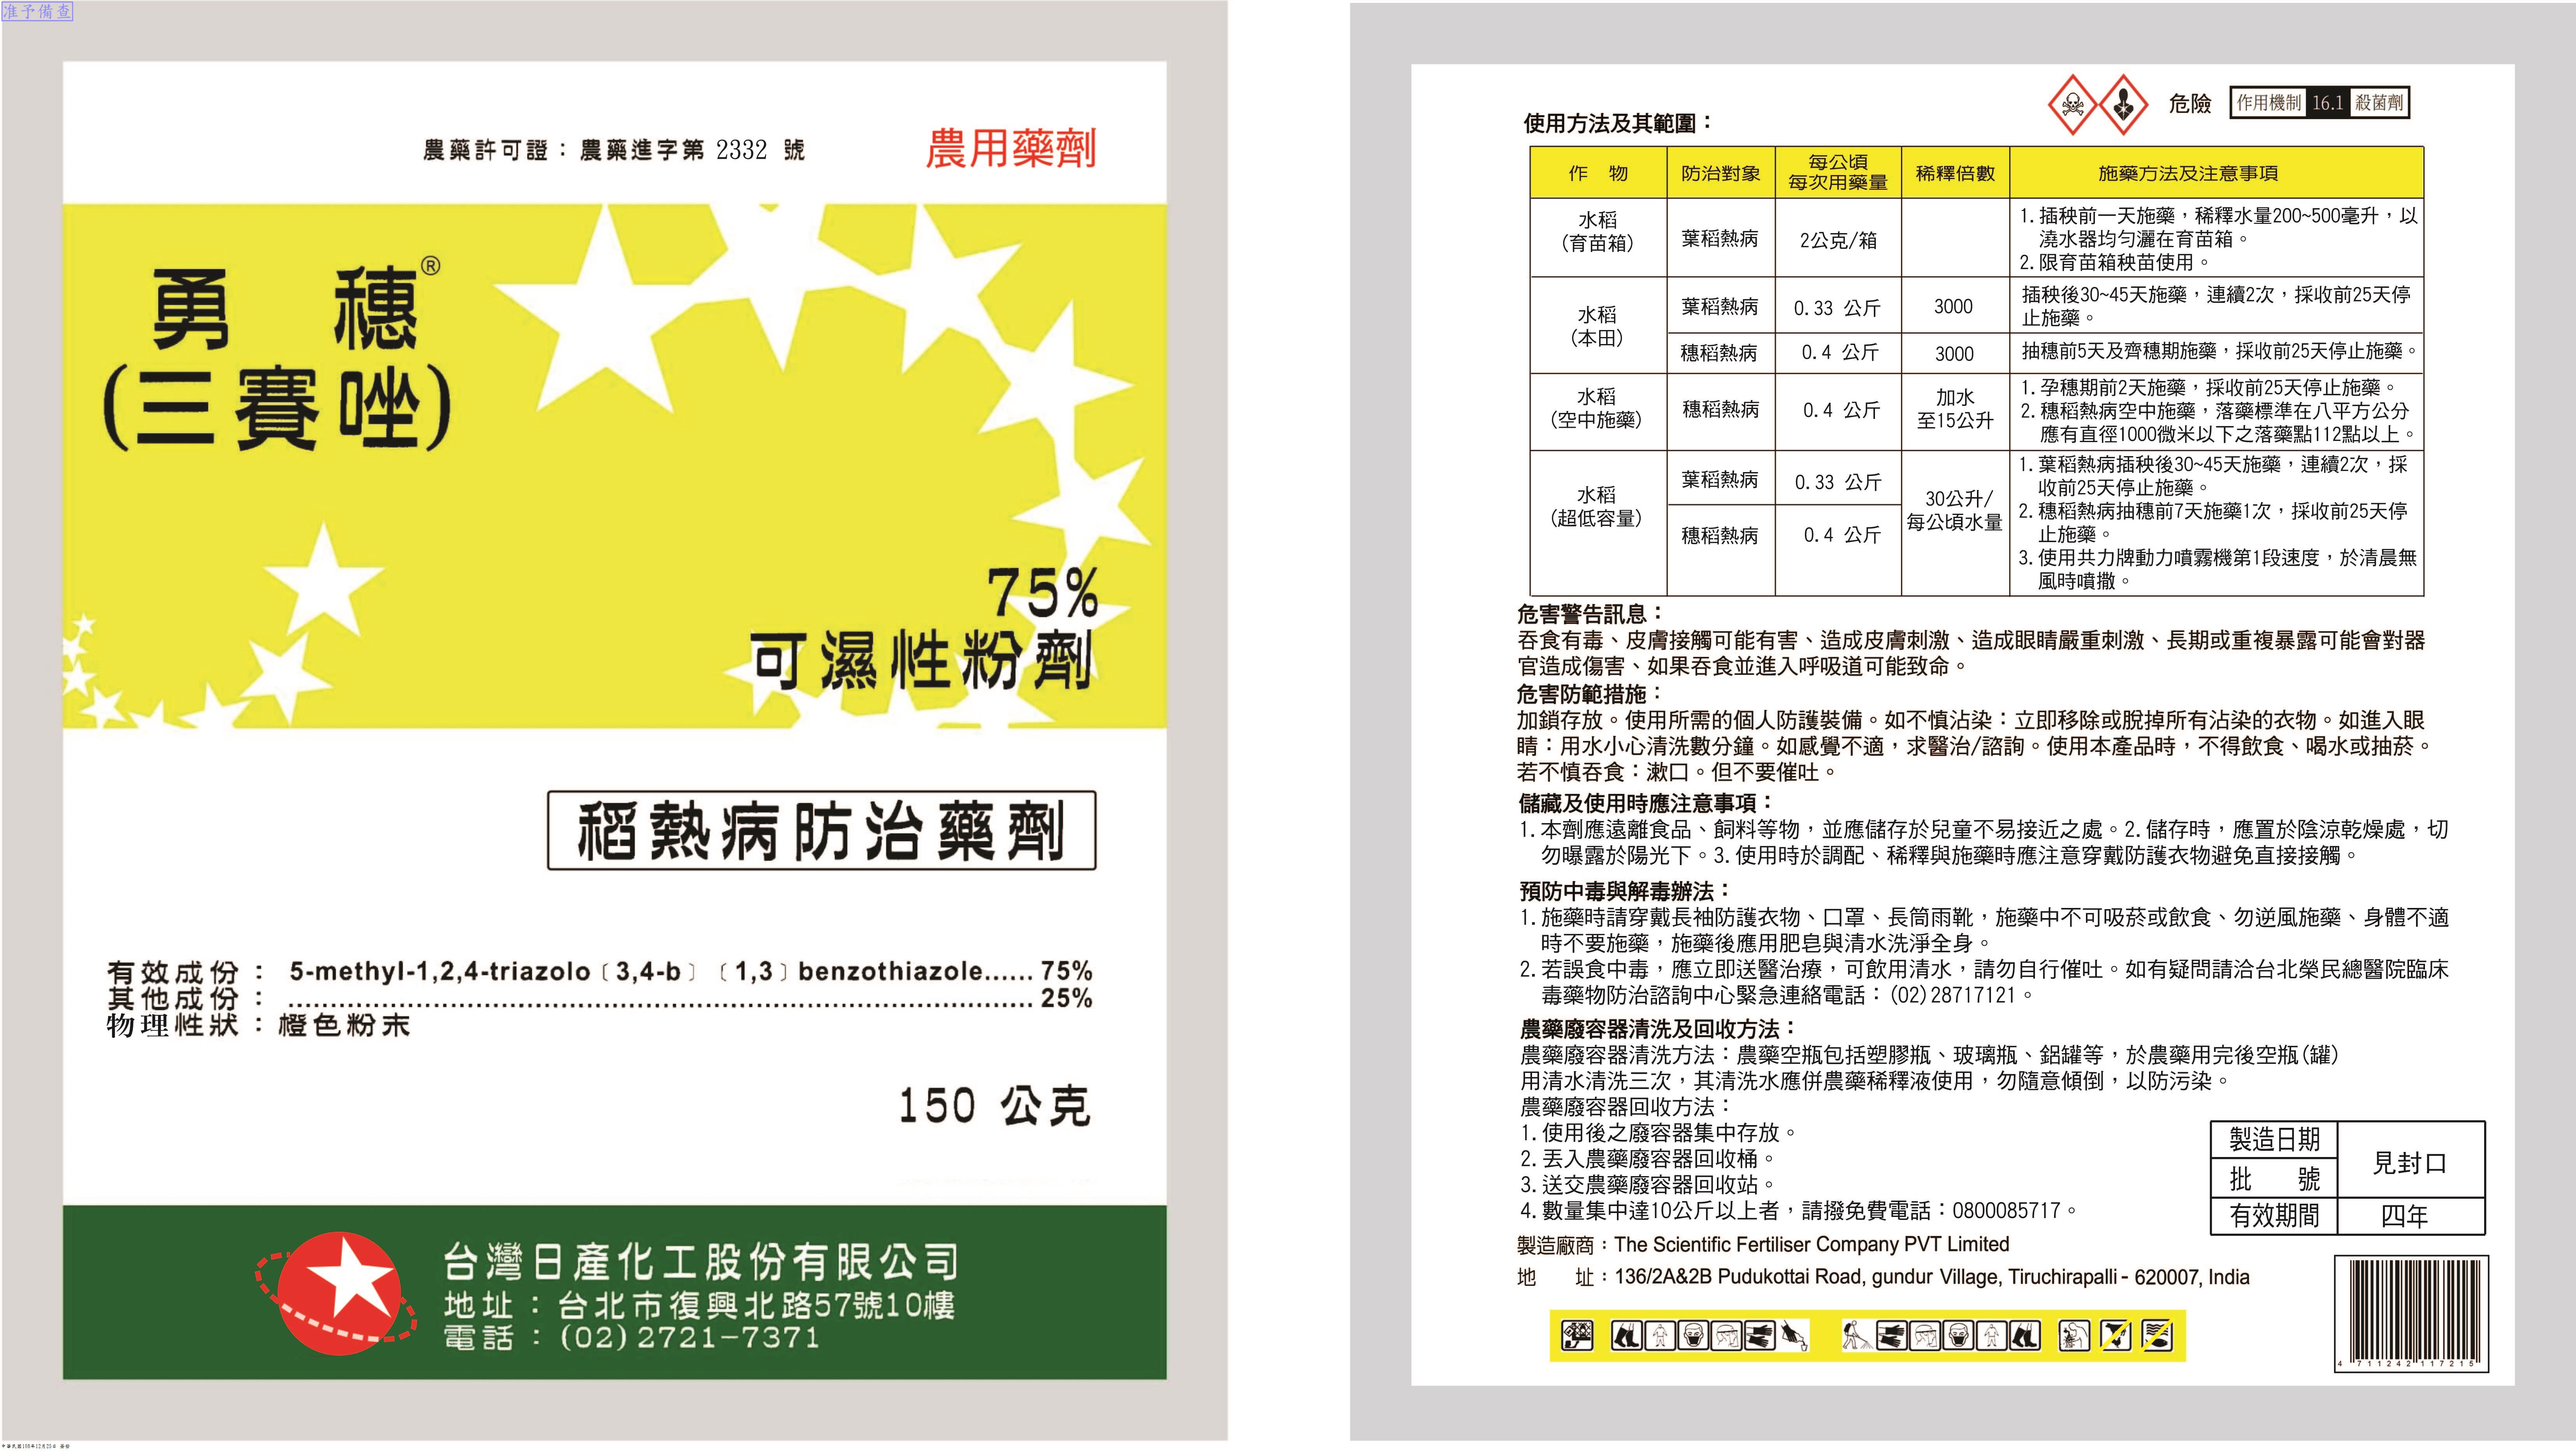 准予備查
農藥許可證：農藥進字第 2332 號
農用藥劑
勇 穗®
(三賽唑)
75%
可濕性粉劑
稻熱病防治藥劑
有效成份： 5-methyl-1,2,4-triazolo〔3,4-b〕〔1,3〕benzothiazole...... 75%
其他成份：........................................................................................ 25%
物理性狀：橙色粉末
150 公克
台灣日產化工股份有限公司
地址：台北市復興北路57號10樓
電話：(02)2721-7371
危險
作用機制 16.1 殺菌劑
使用方法及其範圍：
作 物 防治對象 每公頃每次用藥量 稀釋倍數 施藥方法及注意事項
水稻
(育苗箱)
葉稻熱病 2公克/箱
1. 插秧前一天施藥，稀釋水量200~500毫升，以
澆水器均勻灑在育苗箱。
2. 限育苗箱秧苗使用。
水稻
(本田)
葉稻熱病 0.33 公斤 3000
插秧後30~45天施藥，連續2次，採收前25天停
止施藥。
穗稻熱病 0.4 公斤 3000 抽穗前5天及齊穗期施藥，採收前25天停止施藥。
水稻
(空中施藥)
穗稻熱病 0.4 公斤
加水
至15公升
1. 孕穗期前2天施藥，採收前25天停止施藥。
2. 穗稻熱病空中施藥，落藥標準在八平方公分
應有直徑1000微米以下之落藥點112點以上。
水稻
(超低容量)
葉稻熱病 0.33 公斤
穗稻熱病 0.4 公斤
30公升/
每公頃水量
1. 葉稻熱病插秧後30~45天施藥，連續2次，採
收前25天停止施藥。
2. 穗稻熱病抽穗前7天施藥1次，採收前25天停
止施藥。
3. 使用共力牌動力噴霧機第1段速度，於清晨無
風時噴撒。
危害警告訊息：
吞食有毒、皮膚接觸可能有害、造成皮膚刺激、造成眼睛嚴重刺激、長期或重複暴露可能會對器
官造成傷害、如果吞食並進入呼吸道可能致命。
危害防範措施：
加鎖存放。使用所需的個人防護裝備。如不慎沾染：立即移除或脫掉所有沾染的衣物。如進入眼
睛：用水小心清洗數分鐘。如感覺不適，求醫治/諮詢。使用本產品時，不得飲食、喝水或抽菸。
若不慎吞食：漱口。但不要催吐。
儲藏及使用時應注意事項：
1. 本劑應遠離食品、飼料等物，並應儲存於兒童不易接近之處。2. 儲存時，應置於陰涼乾燥處，切
勿曝露於陽光下。3. 使用時於調配、稀釋與施藥時應注意穿戴防護衣物避免直接接觸。
預防中毒與解毒辦法：
1. 施藥時請穿戴長袖防護衣物、口罩、長筒雨靴，施藥中不可吸菸或飲食、勿逆風施藥、身體不適
時不要施藥，施藥後應用肥皂與清水洗淨全身。
2. 若誤食中毒，應立即送醫治療，可飲用清水，請勿自行催吐。如有疑問請洽台北榮民總醫院臨床
毒藥物防治諮詢中心緊急連絡電話：(02)28717121。
農藥廢容器清洗及回收方法：
農藥廢容器清洗方法：農藥空瓶包括塑膠瓶、玻璃瓶、鋁罐等，於農藥用完後空瓶(罐)
用清水清洗三次，其清洗水應併農藥稀釋液使用，勿隨意傾倒，以防污染。
農藥廢容器回收方法：
1. 使用後之廢容器集中存放。
2. 丟入農藥廢容器回收桶。
3. 送交農藥廢容器回收站。
4. 數量集中達10公斤以上者，請撥免費電話：0800085717。
製造日期
批 號
見封口
有效期間 四年
製造廠商：The Scientific Fertiliser Company PVT Limited
地 址：136/2A&2B Pudukottai Road, gundur Village, Tiruchirapalli - 620007, India
4 711242 117215